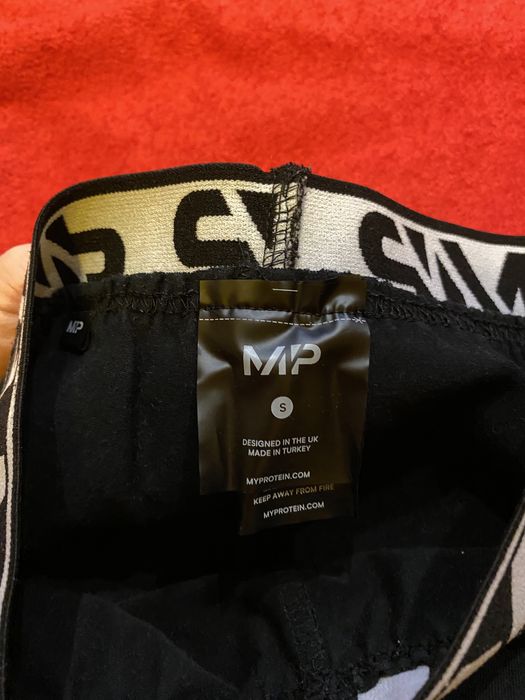 MP
MP
S
DESIGNED IN THE UK
MADE IN TURKEY
MYPROTEIN.COM
KEEP AWAY FROM FIRE
MYPROTEIN.COM